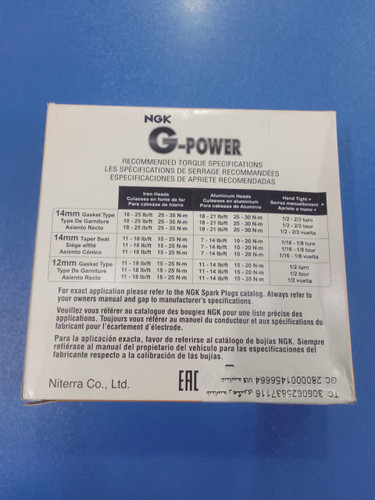 NGK
G-POWER
RECOMMENDED TORQUE SPECIFICATIONS
LES SPÉCIFICATIONS DE SERRAGE RECOMMANDÉES
ESPECIFICACIONES DE APRIETE RECOMENDADAS
Iron Heads Aluminum Heads Hand Tight +
Culasses en fonte de fer Culasses en aluminium Serrez manuellement +
Para cabezas de hierro Para cabezas de Aluminio Apriete a mano +
14mm Gasket Type 18 - 25 lb/ft 25 - 35 N·m 18 - 21 lb/ft 25 - 30 N·m 1/2 - 2/3 turn
Type De Garniture 18 - 25 lb/ft 25 - 35 N·m 18 - 21 lb/ft 25 - 30 N·m 1/2 - 2/3 tour
Asiento Recto 18 - 25 lb/ft 25 - 35 N·m 18 - 21 lb/ft 25 - 30 N·m 1/2 - 2/3 vuelta
14mm Taper Seat 11 - 18 lb/ft 15 - 25 N·m 7 - 14 lb/ft 10 - 20 N·m 1/16 - 1/8 turn
Siége effilé 11 - 18 lb/ft 15 - 25 N·m 7 - 14 lb/ft 10 - 20 N·m 1/16 - 1/8 tour
Asiento Cónica 11 - 18 lb/ft 15 - 25 N·m 7 - 14 lb/ft 10 - 20 N·m 1/16 - 1/8 vuelta
12mm Gasket Type 11 - 18 lb/ft 15 - 25 N·m 11 - 14 lb/ft 15 - 20 N·m 1/2 turn
Type De Garniture 11 - 18 lb/ft 15 - 25 N·m 11 - 14 lb/ft 15 - 20 N·m 1/2 tour
Asiento Recto 11 - 18 lb/ft 15 - 25 N·m 11 - 14 lb/ft 15 - 20 N·m 1/2 vuelta
For exact application please refer to the NGK Spark Plugs catalog. Always refer to
your owners manual and gap to manufacturer's specifications.
Veuillez vous référer au catalogue des bougies NGK pour une liste précise des
applications. Toujours vous référer au manuel du conducteur et aux spécifications du
fabricant pour l'écartement d'électrode.
Para la aplicación exacta, favor de referirse al catálogo de bujías NGK. Siempre
refiérase al manual del propietario del vehículo para las especificaciones del
fabricante respecto a la calibración de las bujías.
Niterra Co., Ltd.
EAC
GC:2800001456664 شناسه کالا
TC:3060625837116 شناسه رهگیری